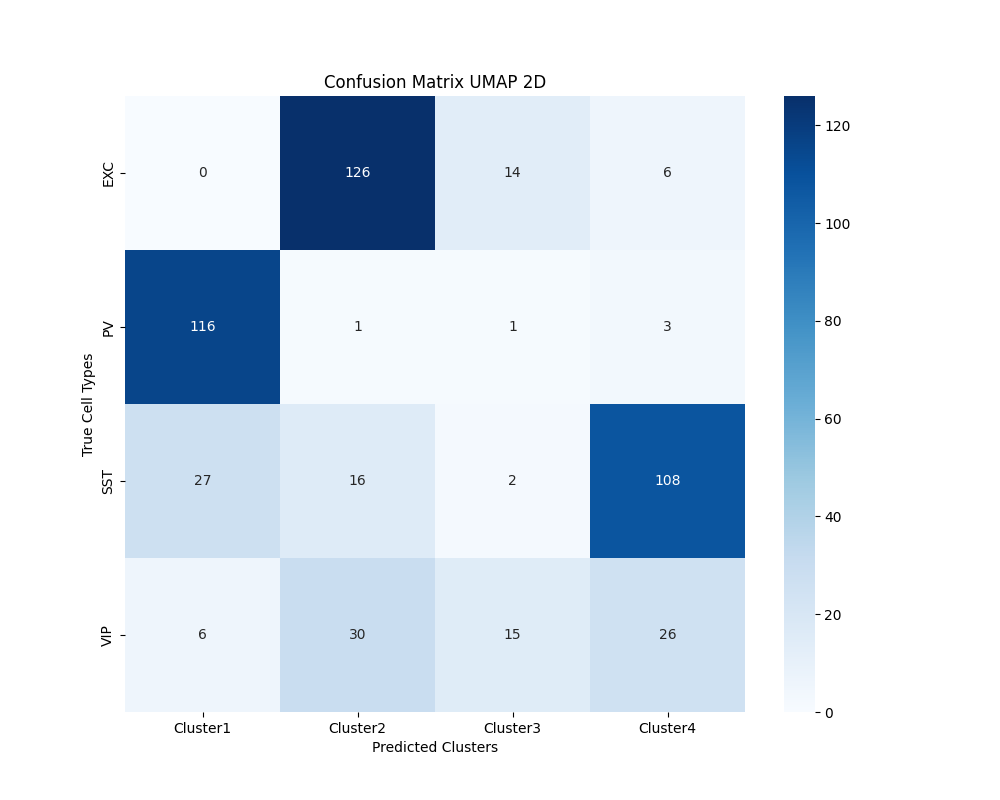 Confusion Matrix UMAP 2D
EXC
0 126 14 6
PV
116 1 1 3
SST
27 16 2 108
VIP
6 30 15 26
True Cell Types
Cluster1 Cluster2 Cluster3 Cluster4
Predicted Clusters
120
100
80
60
40
20
0